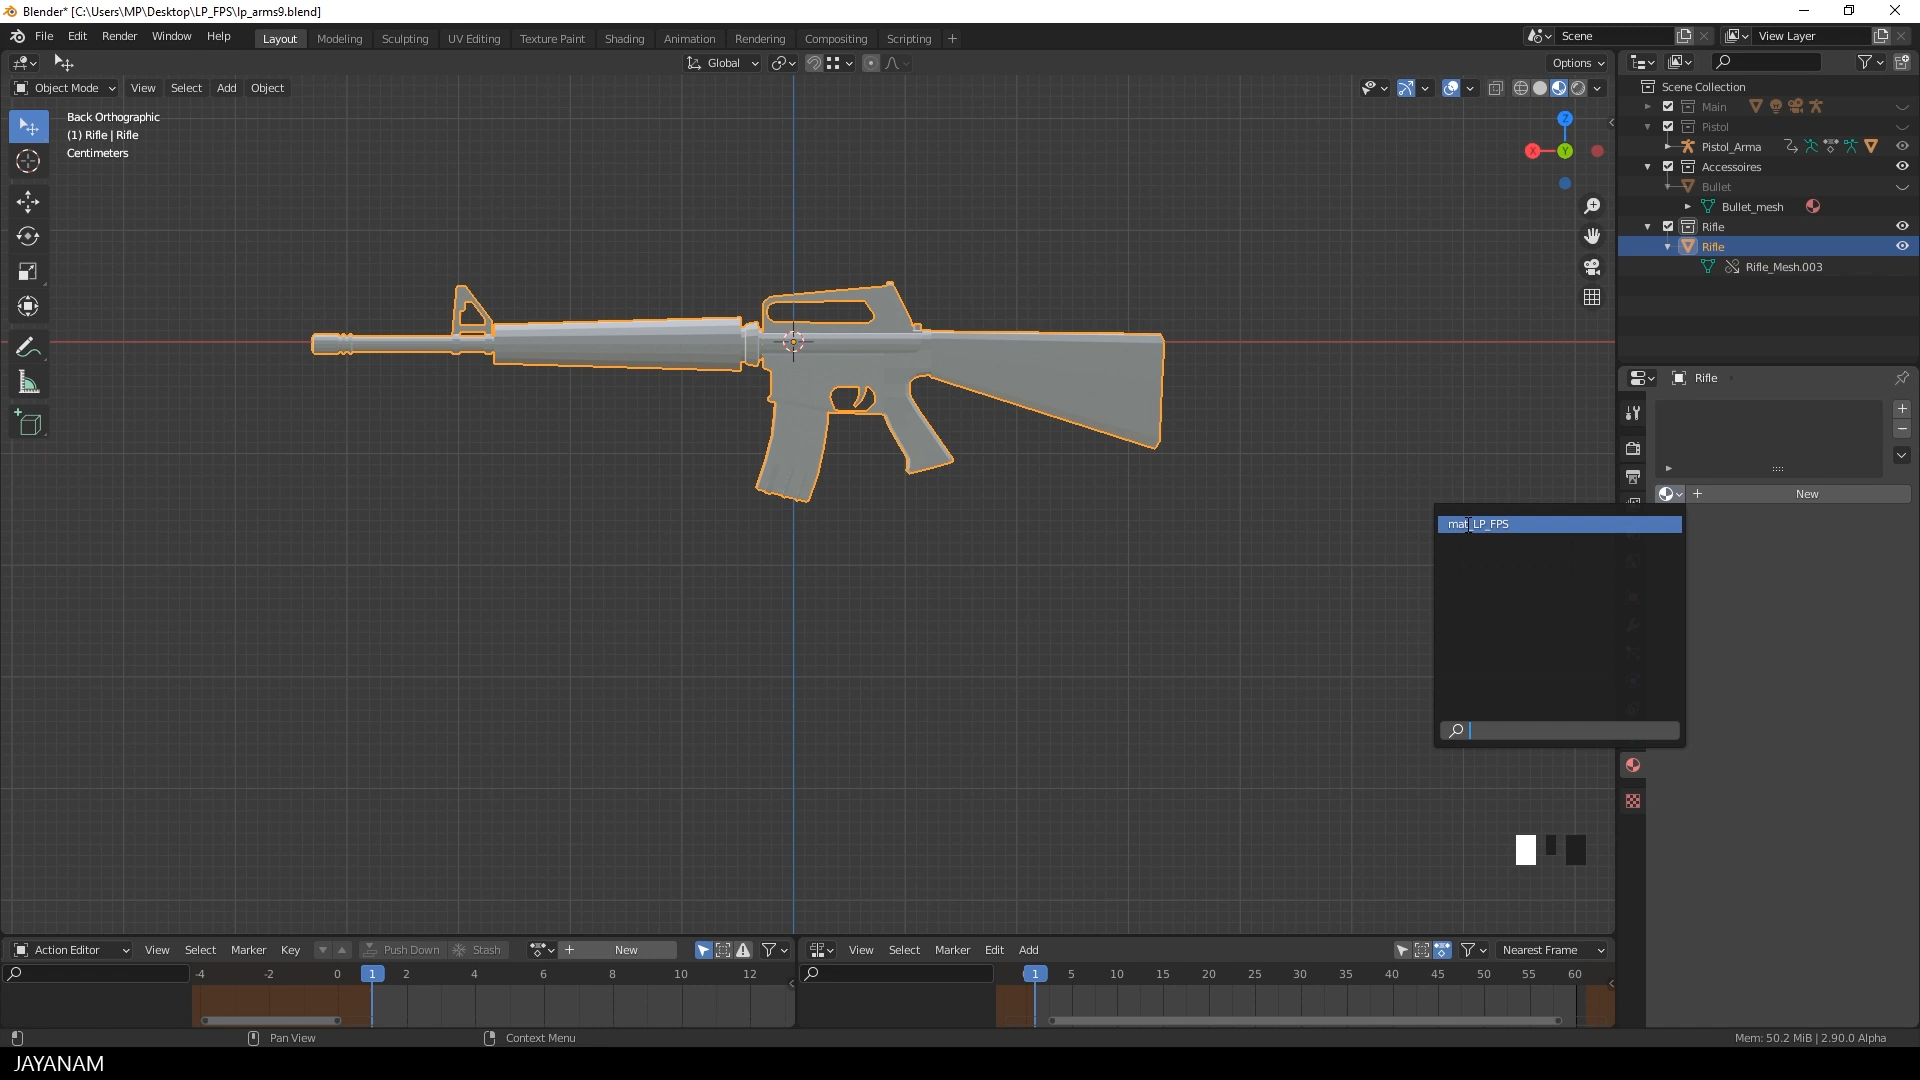 Blender* [C:\Users\MP\Desktop\LP_FPS\lp_arms9.blend]
File Edit Render Window Help Layout Modeling Sculpting UV Editing Texture Paint Shading Animation Rendering Compositing Scripting + Scene View Layer
Global Options
Object Mode View Select Add Object
Back Orthographic
(1) Rifle | Rifle
Centimeters
Z
X
Y
Scene Collection
Main
Pistol
Pistol_Arma
Accessoires
Bullet
Bullet_mesh
Rifle
Rifle
Rifle_Mesh.003
Rifle
+ New
mat_LP_FPS
Action Editor View Select Marker Key Push Down Stash + New
-4 -2 0 1 2 4 6 8 10 12
View Select Marker Edit Add Nearest Frame
1 5 10 15 20 25 30 35 40 45 50 55 60
Pan View Context Menu Mem: 50.2 MiB | 2.90.0 Alpha
JAYANAM